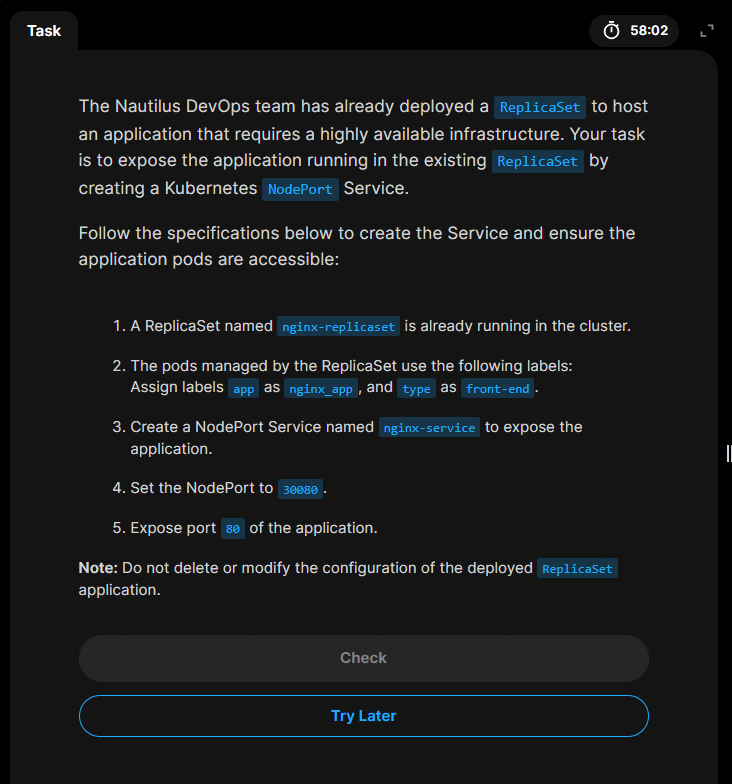 Task
58:02
The Nautilus DevOps team has already deployed a ReplicaSet to host
an application that requires a highly available infrastructure. Your task
is to expose the application running in the existing ReplicaSet by
creating a Kubernetes NodePort Service.
Follow the specifications below to create the Service and ensure the
application pods are accessible:
1. A ReplicaSet named nginx-replicaset is already running in the cluster.
2. The pods managed by the ReplicaSet use the following labels:
Assign labels app as nginx_app, and type as front-end.
3. Create a NodePort Service named nginx-service to expose the
application.
4. Set the NodePort to 30080.
5. Expose port 80 of the application.
Note: Do not delete or modify the configuration of the deployed ReplicaSet
application.
Check
Try Later